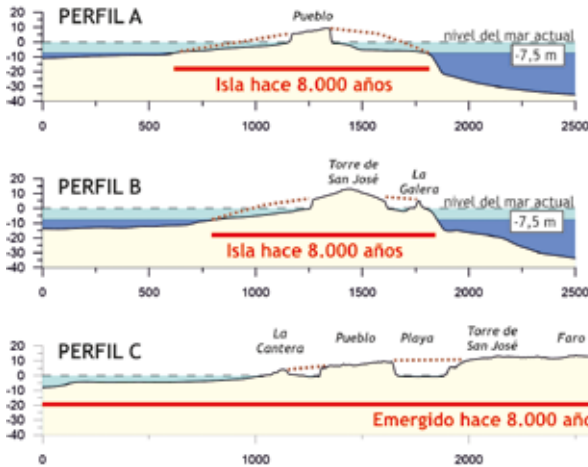 PERFIL A
Pueblo
nivel del mar actual
-7,5 m
Isla hace 8.000 años
20
10
0
-10
-20
-30
-40
0 500 1000 1500 2000 2500
PERFIL B
Torre de
San José
La
Galera
nivel del mar actual
-7,5 m
Isla hace 8.000 años
20
10
0
-10
-20
-30
-40
0 500 1000 1500 2000 2500
PERFIL C
La
Cantera
Pueblo
Playa
Torre de
San José
Faro
20
10
0
-10
-20
-30
-40
Emergido hace 8.000 año
0 500 1000 1500 2000 2500